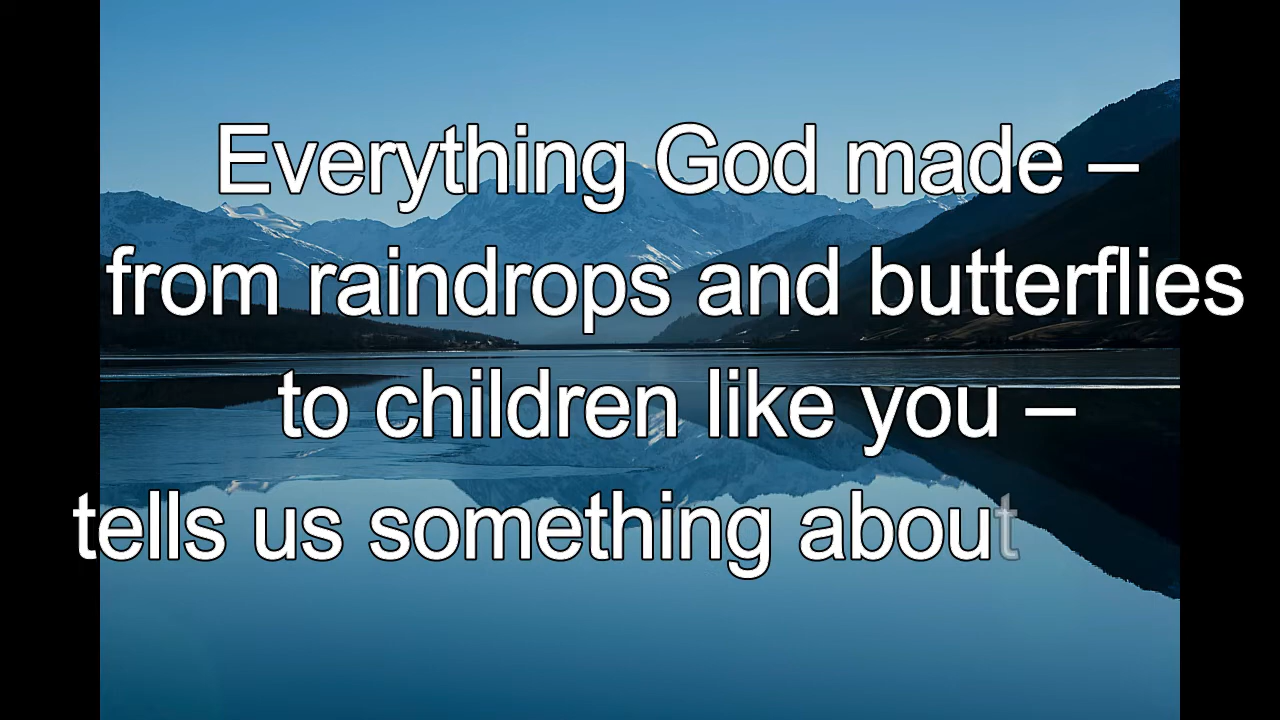 Everything God made –
from raindrops and butterflies
to children like you –
tells us something about